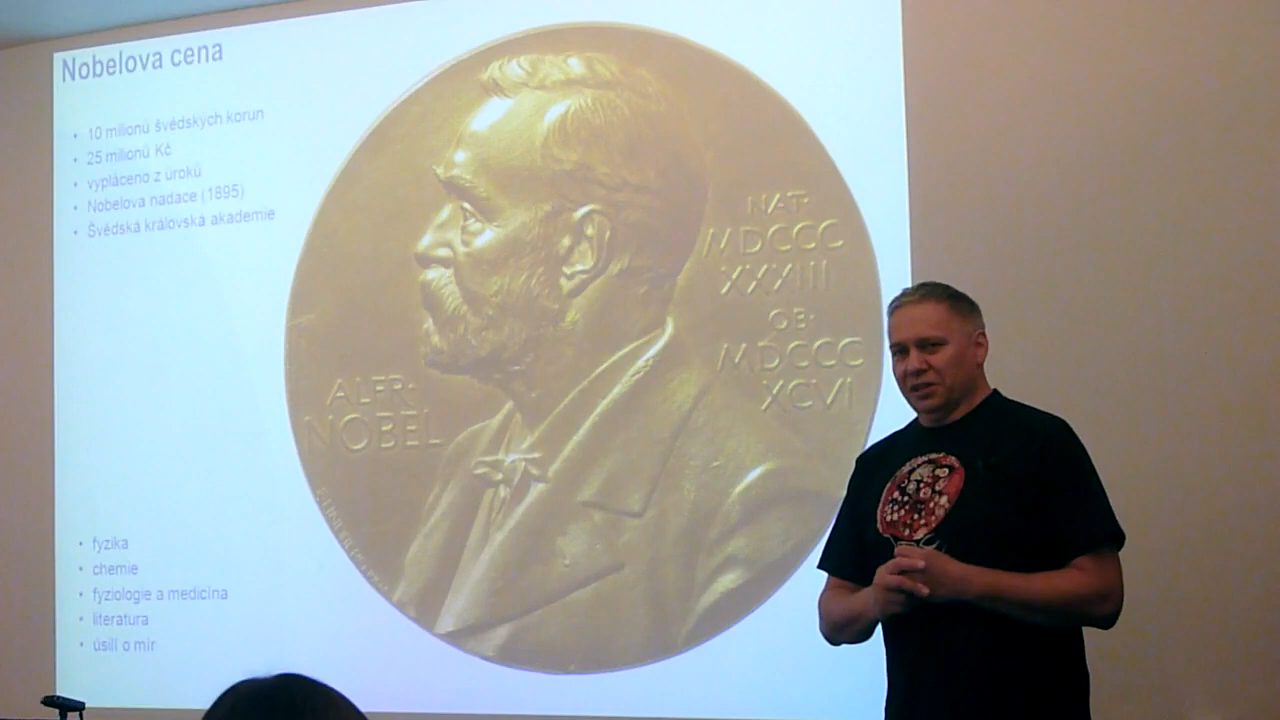 Nobelova cena
• 10 milionů švédských korun
• 25 milionů Kč
• vypláceno z úroků
• Nobelova nadace (1895)
• Švédská královská akademie
NAT·
MDCCC
XXXIII
OB·
MDCCC
XCVI
ALFR·
NOBEL
• fyzika
• chemie
• fyziologie a medicína
• literatura
• úsilí o mír